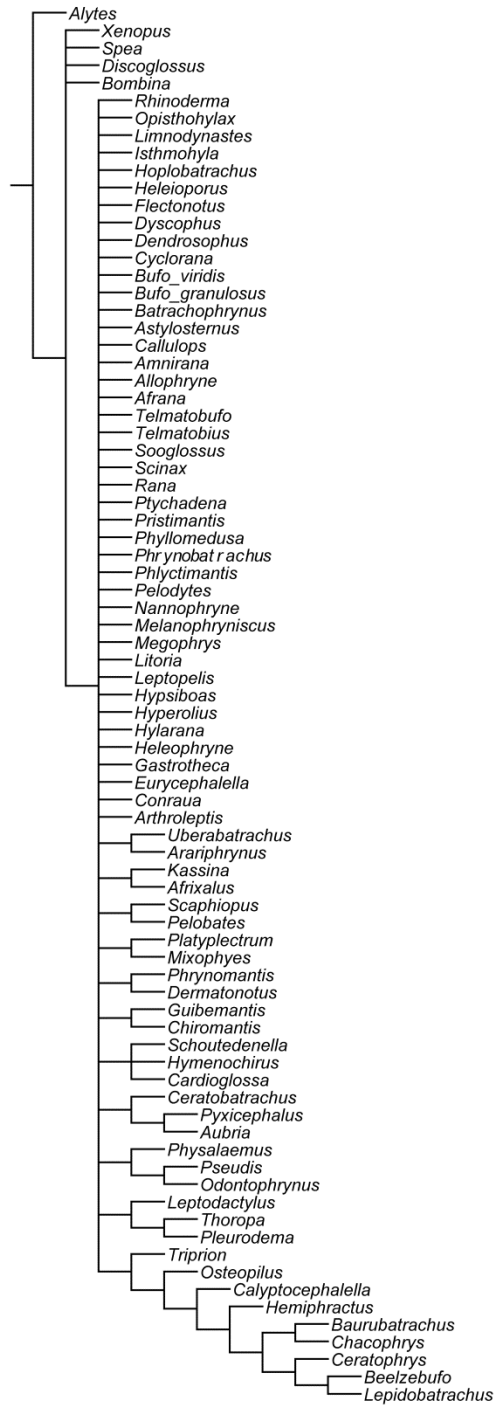 Alytes
Xenopus
Spea
Discoglossus
Bombina
Rhinoderma
Opisthohylax
Limnodynastes
Isthmohyla
Hoplobatrachus
Heleioporus
Flectonotus
Dyscophus
Dendrosophus
Cyclorana
Bufo_viridis
Bufo_granulosus
Batrachophrynus
Astylosternus
Callulops
Amnirana
Allophryne
Afrana
Telmatobufo
Telmatobius
Sooglossus
Scinax
Rana
Ptychadena
Pristimantis
Phyllomedusa
Phrynobatrachus
Phlyctimantis
Pelodytes
Nannophryne
Melanophryniscus
Megophrys
Litoria
Leptopelis
Hypsiboas
Hyperolius
Hylarana
Heleophryne
Gastrotheca
Eurycephalella
Conraua
Arthroleptis
Uberabatrachus
Arariphrynus
Kassina
Afrixalus
Scaphiopus
Pelobates
Platyplectrum
Mixophyes
Phrynomantis
Dermatonotus
Guibemantis
Chiromantis
Schoutedenella
Hymenochirus
Cardioglossa
Ceratobatrachus
Pyxicephalus
Aubria
Physalaemus
Pseudis
Odontophrynus
Leptodactylus
Thoropa
Pleurodema
Triprion
Osteopilus
Calyptocephalella
Hemiphractus
Baurubatrachus
Chacophrys
Ceratophrys
Beelzebufo
Lepidobatrachus